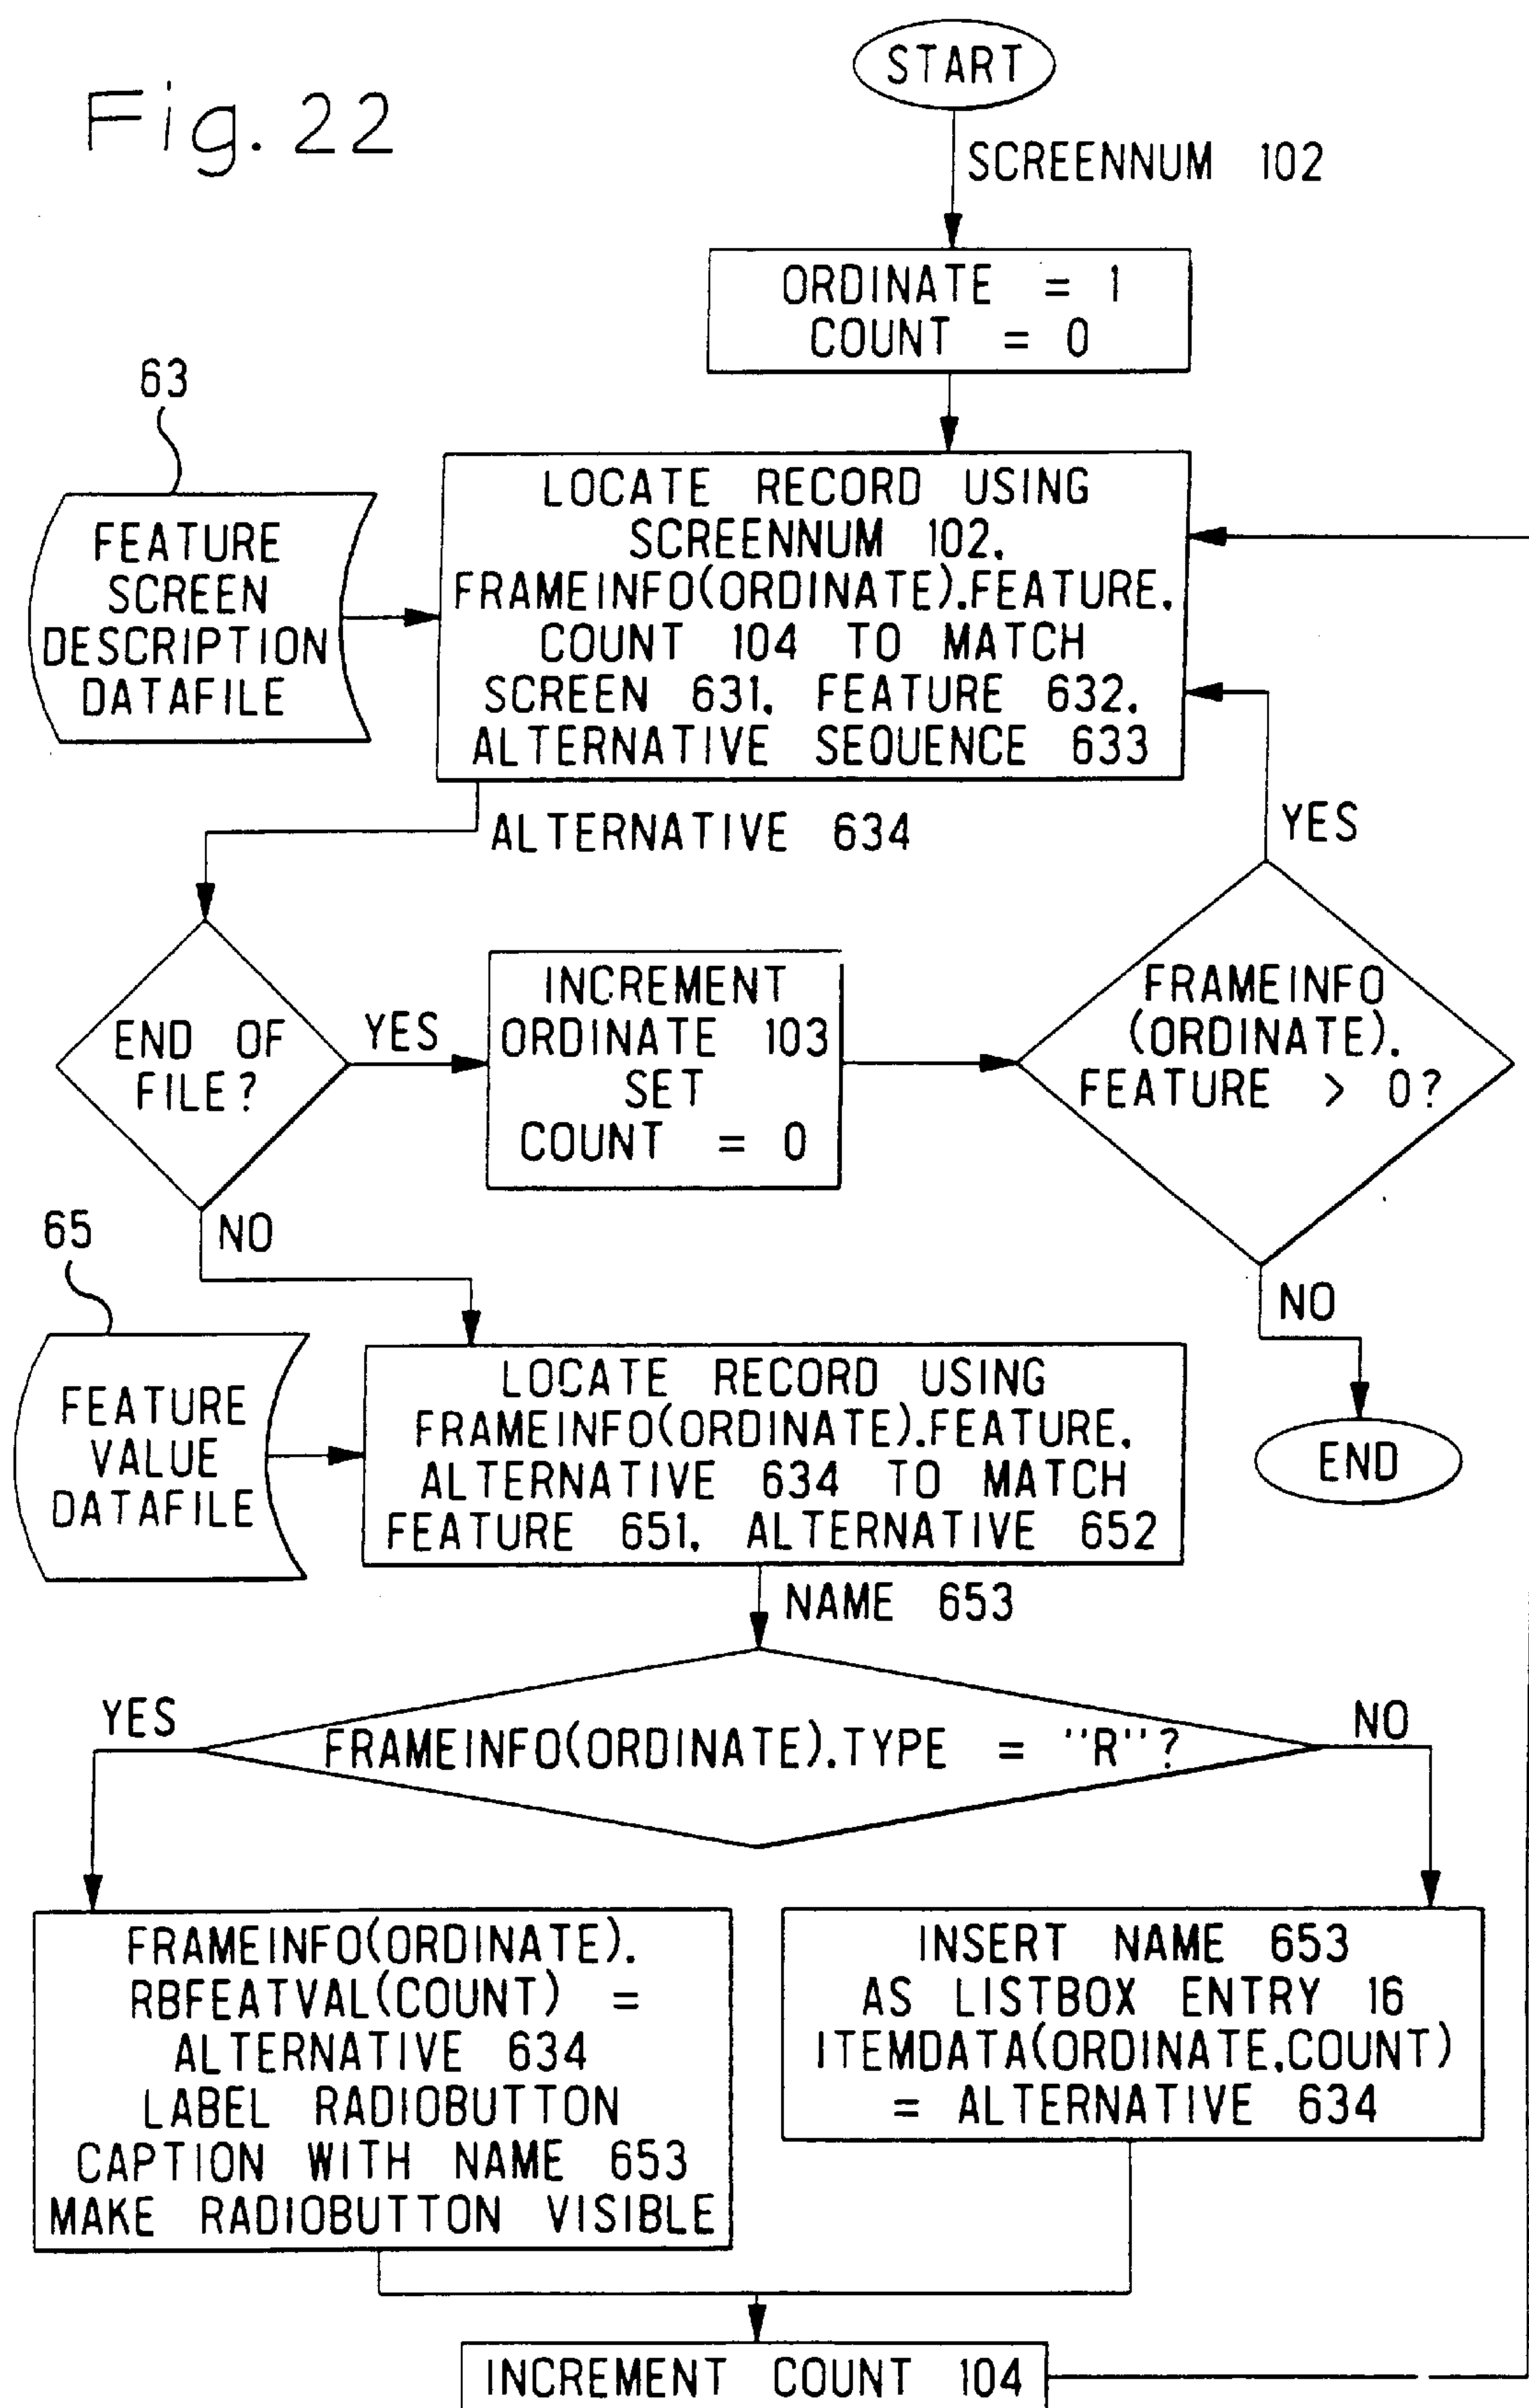 Fig. 22
START
SCREENNUM 102
ORDINATE = 1
COUNT = 0
63
FEATURE
SCREEN
DESCRIPTION
DATAFILE
LOCATE RECORD USING
SCREENNUM 102,
FRAMEINFO(ORDINATE).FEATURE,
COUNT 104 TO MATCH
SCREEN 631, FEATURE 632,
ALTERNATIVE SEQUENCE 633
ALTERNATIVE 634
YES
END OF
FILE?
YES
INCREMENT
ORDINATE 103
SET
COUNT = 0
FRAMEINFO
(ORDINATE).
FEATURE > 0?
NO
NO
END
65
FEATURE
VALUE
DATAFILE
LOCATE RECORD USING
FRAMEINFO(ORDINATE).FEATURE,
ALTERNATIVE 634 TO MATCH
FEATURE 651, ALTERNATIVE 652
NAME 653
YES
FRAMEINFO(ORDINATE).TYPE = "R"?
NO
FRAMEINFO(ORDINATE).
RBFEATVAL(COUNT) =
ALTERNATIVE 634
LABEL RADIOBUTTON
CAPTION WITH NAME 653
MAKE RADIOBUTTON VISIBLE
INSERT NAME 653
AS LISTBOX ENTRY 16
ITEMDATA(ORDINATE,COUNT)
= ALTERNATIVE 634
INCREMENT COUNT 104